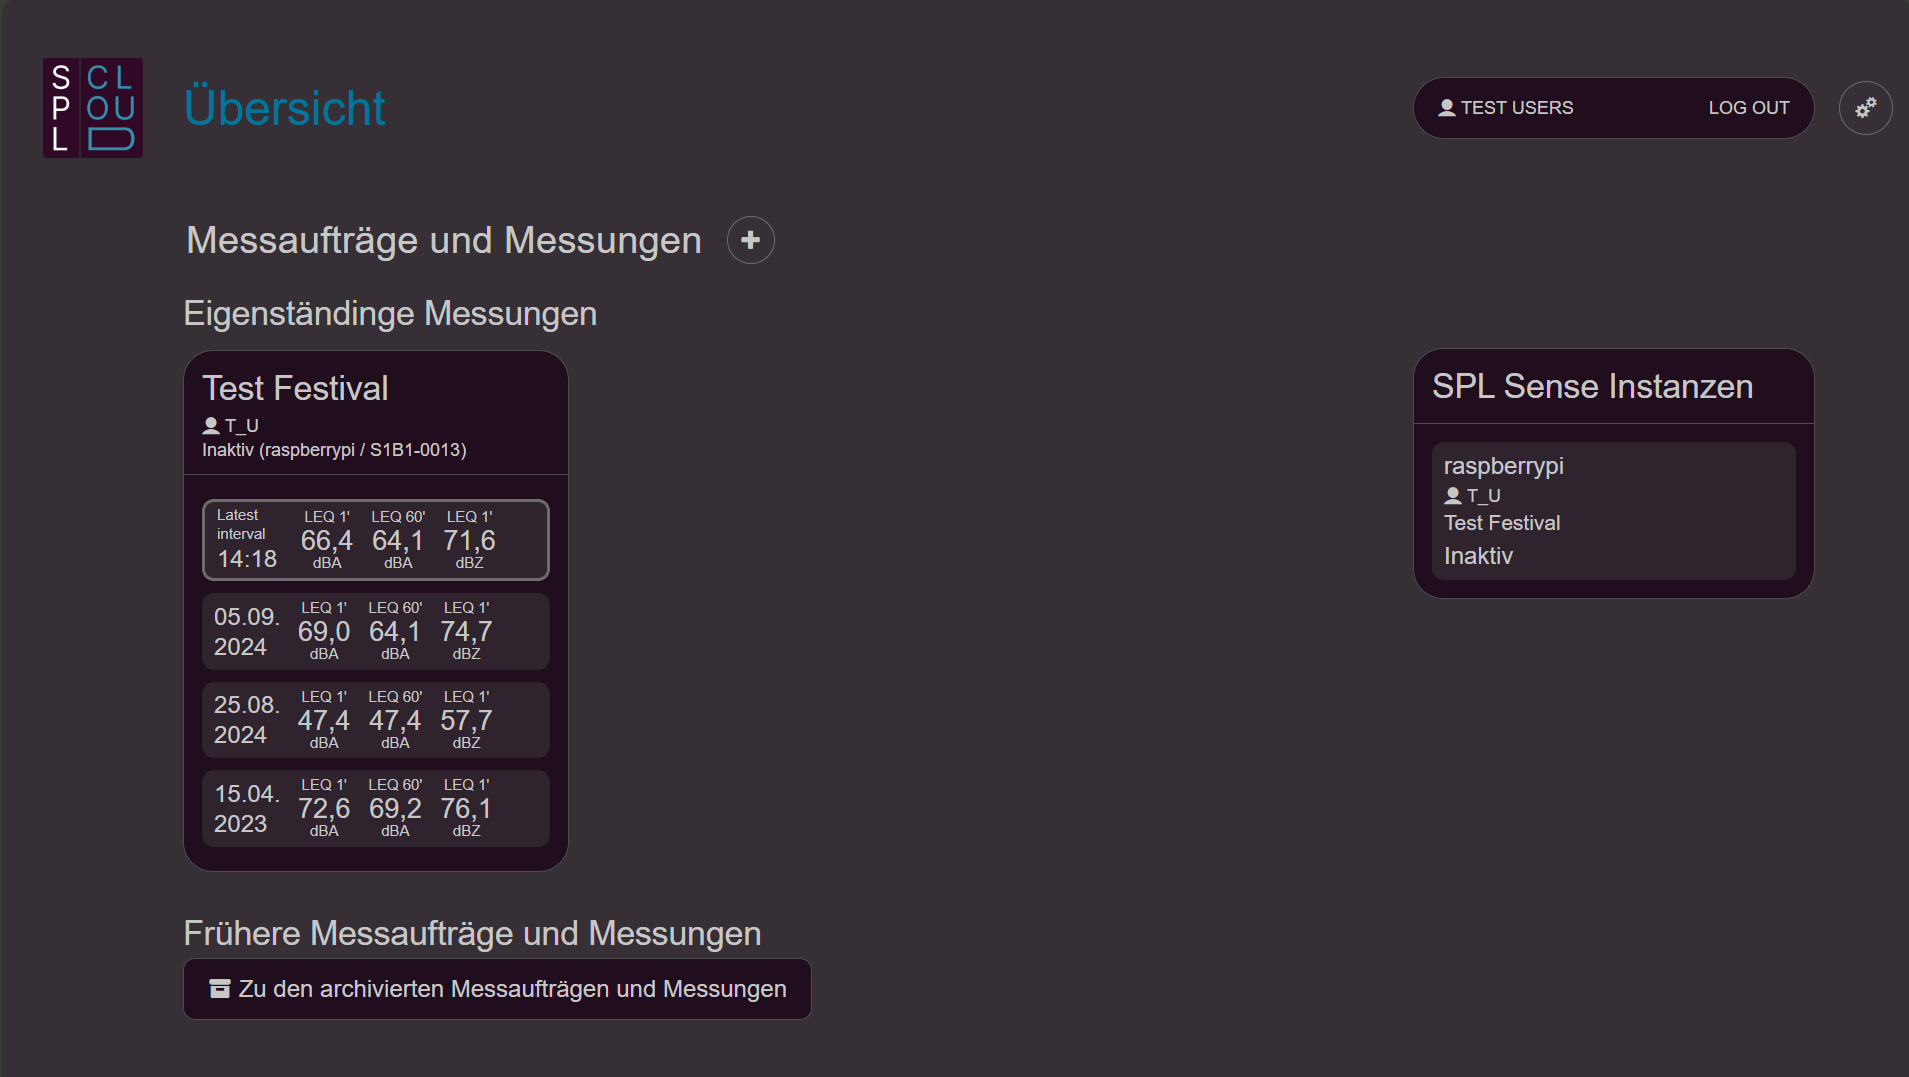 SPL CLOUD
Übersicht
TEST USERS
LOG OUT
Messaufträge und Messungen
Eigenständinge Messungen
Test Festival
T_U
Inaktiv (raspberrypi / S1B1-0013)
Latest interval 14:18
LEQ 1' 66,4 dBA
LEQ 60' 64,1 dBA
LEQ 1' 71,6 dBZ
05.09.2024
LEQ 1' 69,0 dBA
LEQ 60' 64,1 dBA
LEQ 1' 74,7 dBZ
25.08.2024
LEQ 1' 47,4 dBA
LEQ 60' 47,4 dBA
LEQ 1' 57,7 dBZ
15.04.2023
LEQ 1' 72,6 dBA
LEQ 60' 69,2 dBA
LEQ 1' 76,1 dBZ
SPL Sense Instanzen
raspberrypi
T_U
Test Festival
Inaktiv
Frühere Messaufträge und Messungen
Zu den archivierten Messaufträgen und Messungen